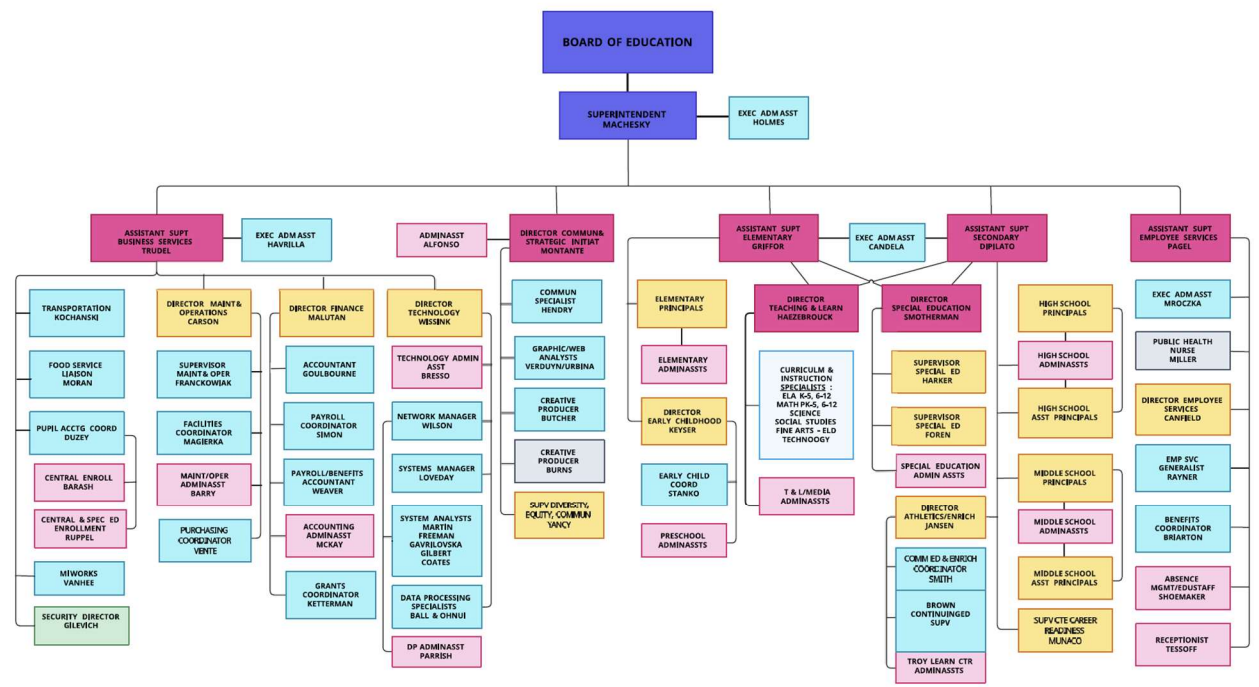 BOARD OF EDUCATION
SUPERINTENDENT
MACHESKY
EXEC ADM ASST
HOLMES
ASSISTANT SUPT
BUSINESS SERVICES
TRUDEL
EXEC ADM ASST
HAVRILLA
ADMINASST
ALFONSO
DIRECTOR COMMUN&
STRATEGIC INITIAT
MONTANTE
ASSISTANT SUPT
ELEMENTARY
GRIFFOR
EXEC ADM ASST
CANDELA
ASSISTANT SUPT
SECONDARY
DIPILATO
ASSISTANT SUPT
EMPLOYEE SERVICES
PAGEL
TRANSPORTATION
KOCHANSKI
FOOD SERVICE
LIAISON
MORAN
PUPIL ACCTG COORD
DUZEY
CENTRAL ENROLL
BARASH
CENTRAL & SPEC ED
ENROLLMENT
RUPPEL
MIWORKS
VANHEE
SECURITY DIRECTOR
GILEVICH
DIRECTOR MAINT &
OPERATIONS
CARSON
SUPERVISOR
MAINT & OPER
FRANCKOWIAK
FACILITIES
COORDINATOR
MAGIERKA
MAINT/OPER
ADMINASST
BARRY
PURCHASING
COORDINATOR
VENTE
DIRECTOR FINANCE
MALUTAN
ACCOUNTANT
GOULBOURNE
PAYROLL
COORDINATOR
SIMON
PAYROLL/BENEFITS
ACCOUNTANT
WEAVER
ACCOUNTING
ADMINASST
MCKAY
GRANTS
COORDINATOR
KETTERMAN
DIRECTOR
TECHNOLOGY
WISSINK
TECHNOLOGY ADMIN
ASST
BRESSO
NETWORK MANAGER
WILSON
SYSTEMS MANAGER
LOVEDAY
SYSTEM ANALYSTS
MARTIN
FREEMAN
GAVRILOVSKA
GILBERT
COATES
DATA PROCESSING
SPECIALISTS
BALL & OHNUI
DP ADMINASST
PARRISH
COMMUN
SPECIALIST
HENDRY
GRAPHIC/WEB
ANALYSTS
VERDUYN/URBINA
CREATIVE
PRODUCER
BUTCHER
CREATIVE
PRODUCER
BURNS
SUPV DIVERSITY,
EQUITY, COMMUN
YANCY
ELEMENTARY
PRINCIPALS
ELEMENTARY
ADMINASSTS
DIRECTOR
EARLY CHILDHOOD
KEYSER
EARLY CHILD
COORD
STANKO
PRESCHOOL
ADMINASSTS
DIRECTOR
TEACHING & LEARN
HAEZEBROUCK
CURRICULM &
INSTRUCTION
SPECIALISTS :
ELA K-5, 6-12
MATH PK-5, 6-12
SCIENCE
SOCIAL STUDIES
FINE ARTS - ELD
TECHNOOGY
T & L/MEDIA
ADMINASSTS
DIRECTOR
SPECIAL EDUCATION
SMOTHERMAN
SUPERVISOR
SPECIAL ED
HARKER
SUPERVISOR
SPECIAL ED
FOREN
SPECIAL EDUCATION
ADMIN ASSTS
DIRECTOR
ATHLETICS/ENRICH
JANSEN
COMM ED & ENRICH
COORDINATOR
SMITH
BROWN
CONTINUINGED
SUPV
TROY LEARN CTR
ADMINASSTS
HIGH SCHOOL
PRINCIPALS
HIGH SCHOOL
ADMINASSTS
HIGH SCHOOL
ASST PRINCIPALS
MIDDLE SCHOOL
PRINCIPALS
MIDDLE SCHOOL
ADMINASSTS
MIDDLE SCHOOL
ASST PRINCIPALS
SUPV CTE CAREER
READINESS
MUNACO
EXEC ADM ASST
MROCZKA
PUBLIC HEALTH
NURSE
MILLER
DIRECTOR EMPLOYEE
SERVICES
CANFIELD
EMP SVC
GENERALIST
RAYNER
BENEFITS
COORDINATOR
BRIARTON
ABSENCE
MGMT/EDUSTAFF
SHOEMAKER
RECEPTIONIST
TESSOFF